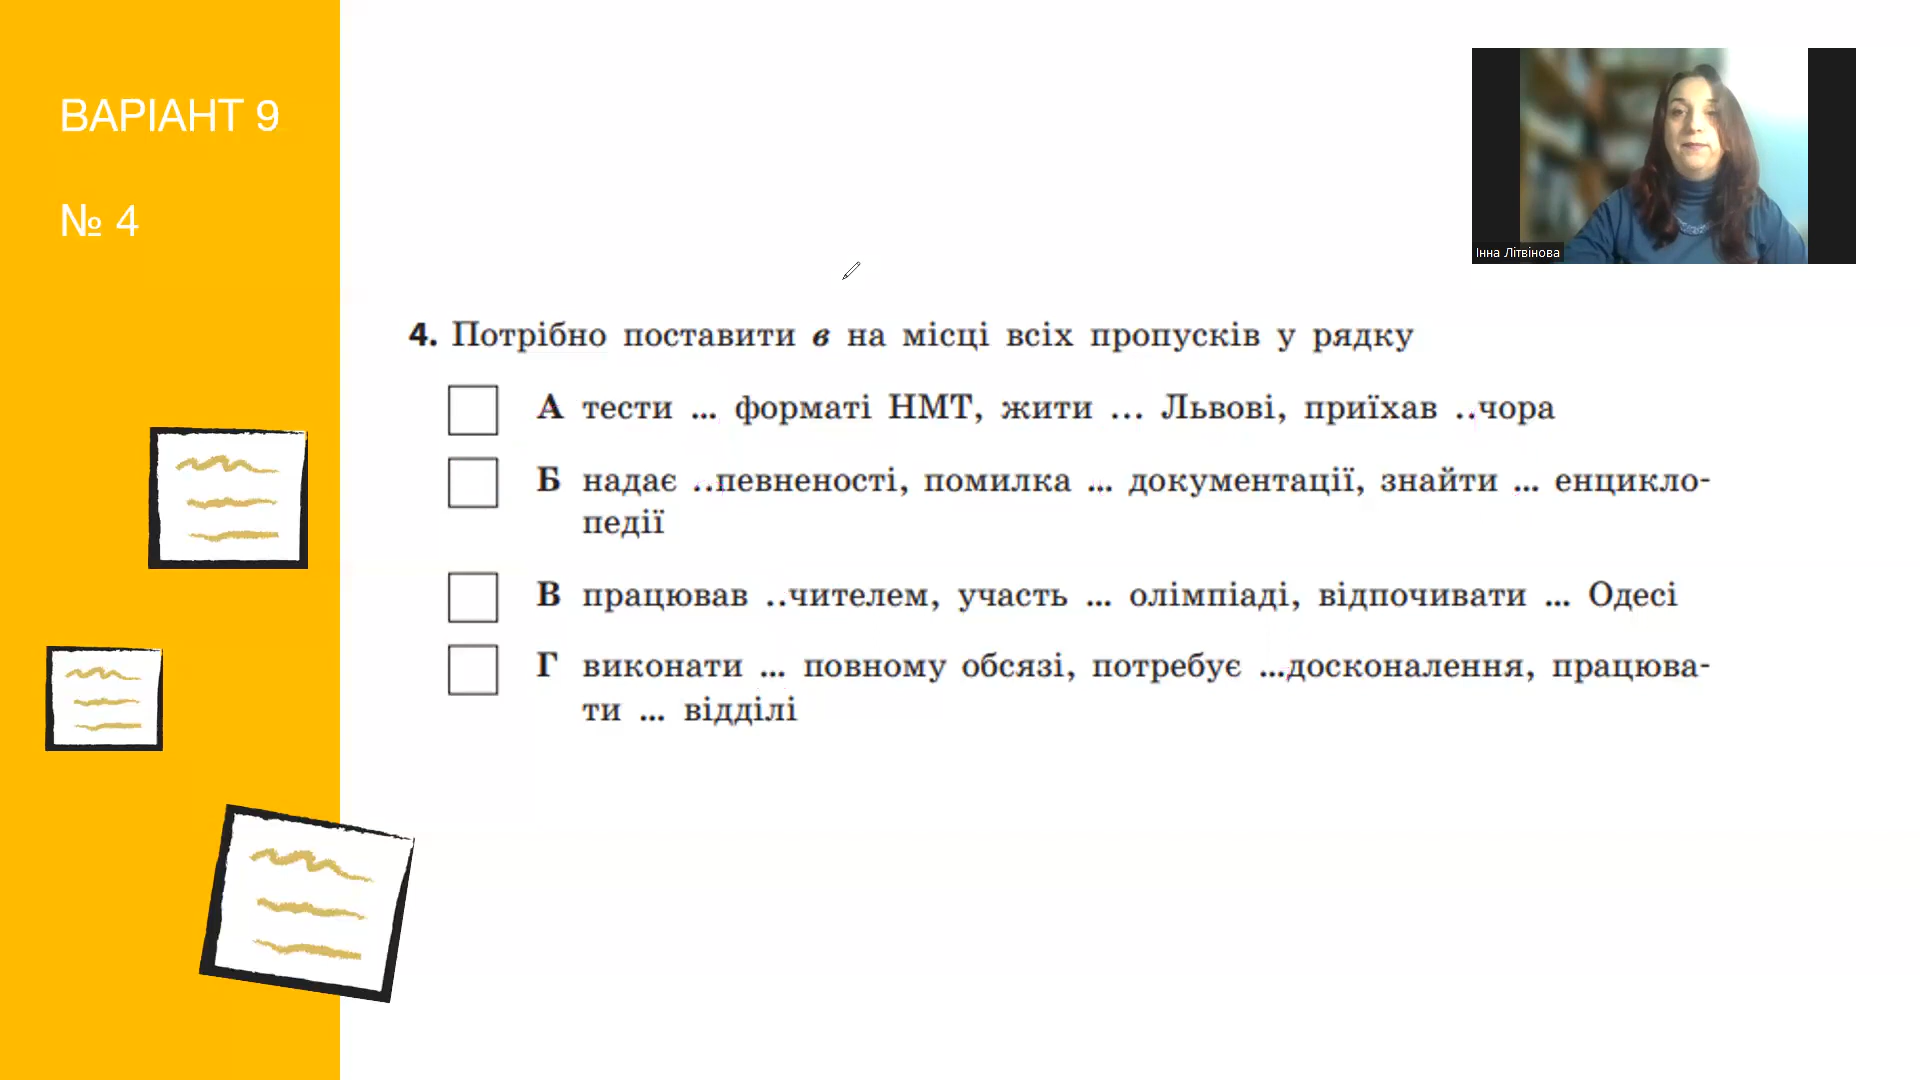 ВАРІАНТ 9
№ 4
Інна Літвінова
4. Потрібно поставити в на місці всіх пропусків у рядку
А тести ... форматі НМТ, жити ... Львові, приїхав ..чора
Б надає ..певненості, помилка ... документації, знайти ... енцикло-
педії
В працював ..чителем, участь ... олімпіаді, відпочивати ... Одесі
Г виконати ... повному обсязі, потребує ...досконалення, працюва-
ти ... відділі